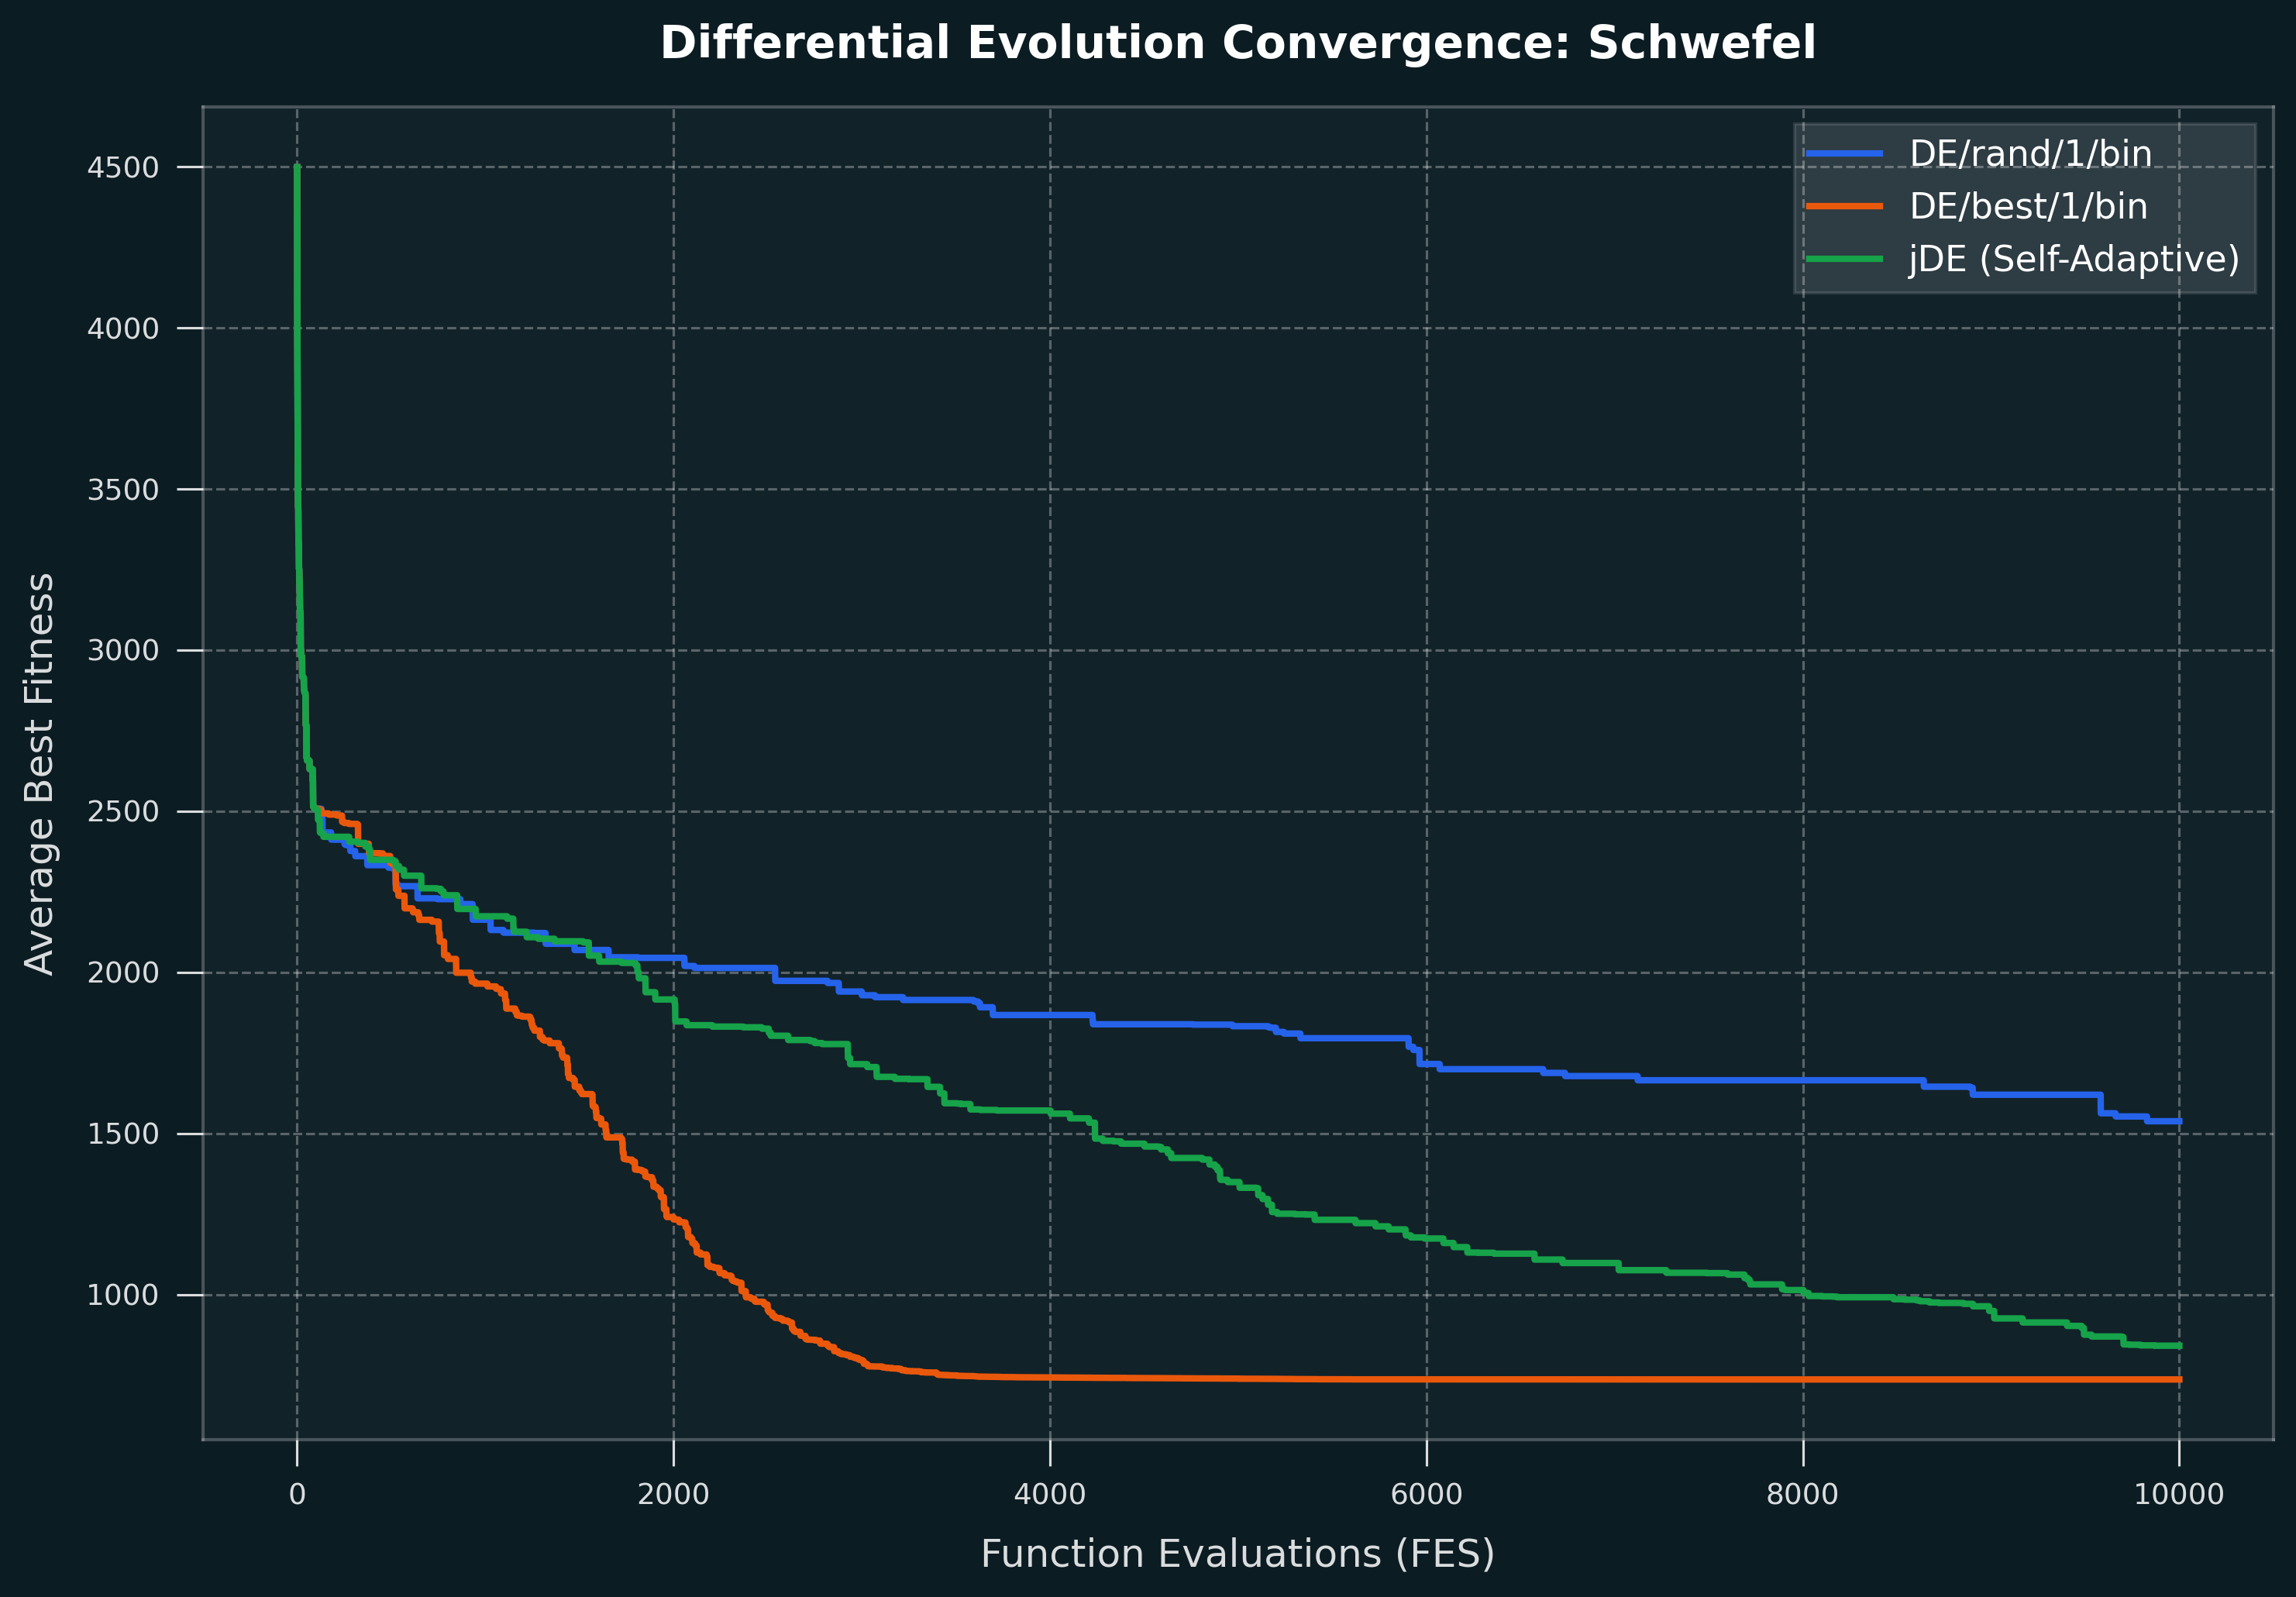 Differential Evolution Convergence: Schwefel
DE/rand/1/bin
DE/best/1/bin
jDE (Self-Adaptive)
Average Best Fitness
4500
4000
3500
3000
2500
2000
1500
1000
0 2000 4000 6000 8000 10000
Function Evaluations (FES)